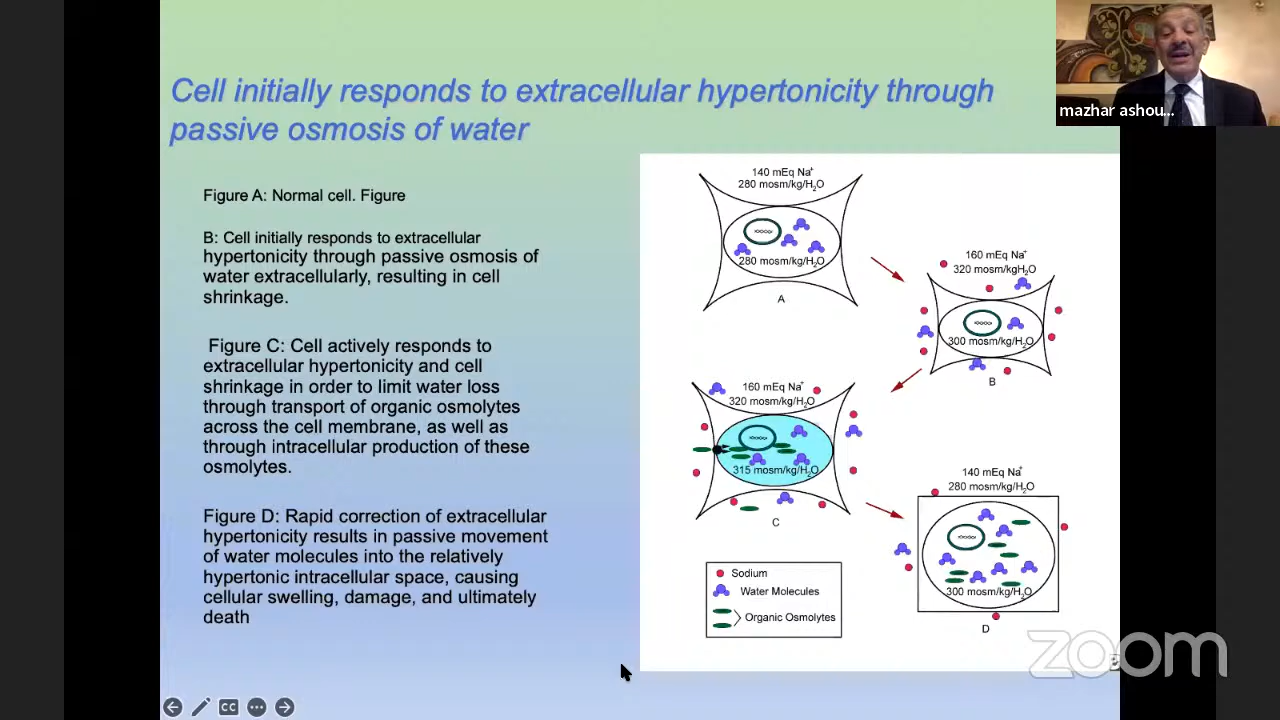 Cell initially responds to extracellular hypertonicity through
passive osmosis of water
mazhar ashou...
Figure A: Normal cell. Figure
B: Cell initially responds to extracellular
hypertonicity through passive osmosis of
water extracellularly, resulting in cell
shrinkage.
Figure C: Cell actively responds to
extracellular hypertonicity and cell
shrinkage in order to limit water loss
through transport of organic osmolytes
across the cell membrane, as well as
through intracellular production of these
osmolytes.
Figure D: Rapid correction of extracellular
hypertonicity results in passive movement
of water molecules into the relatively
hypertonic intracellular space, causing
cellular swelling, damage, and ultimately
death
140 mEq Na+
280 mosm/kg/H2O
280 mosm/kg/H2O
A
160 mEq Na+
320 mosm/kgH2O
300 mosm/kg/H2O
B
160 mEq Na+
320 mosm/kg/H2O
315 mosm/kg/H2O
C
140 mEq Na+
280 mosm/kg/H2O
300 mosm/kg/H2O
D
Sodium
Water Molecules
Organic Osmolytes
CC
zoom